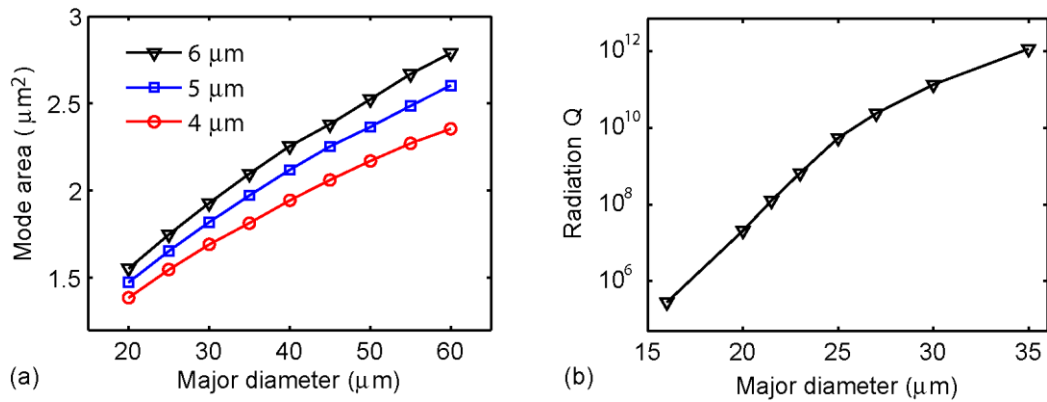 3
2.5
2
1.5
Mode area (μm²)
6 μm
5 μm
4 μm
20 30 40 50 60
Major diameter (μm)
(a)
10¹²
10¹⁰
10⁸
10⁶
Radiation Q
15 20 25 30 35
Major diameter (μm)
(b)